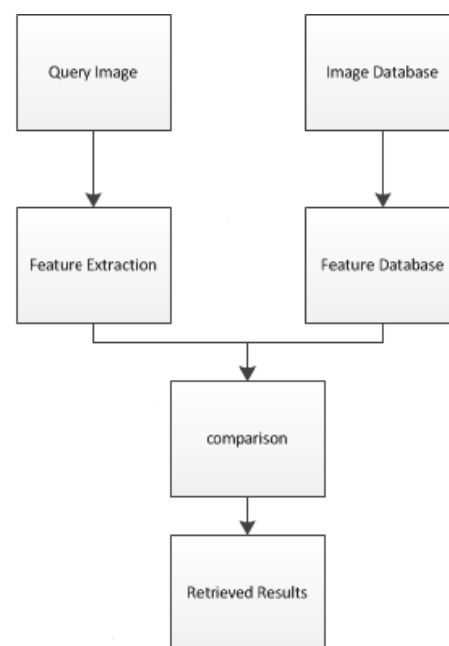 Query Image
Image Database
Feature Extraction
Feature Database
comparison
Retrieved Results